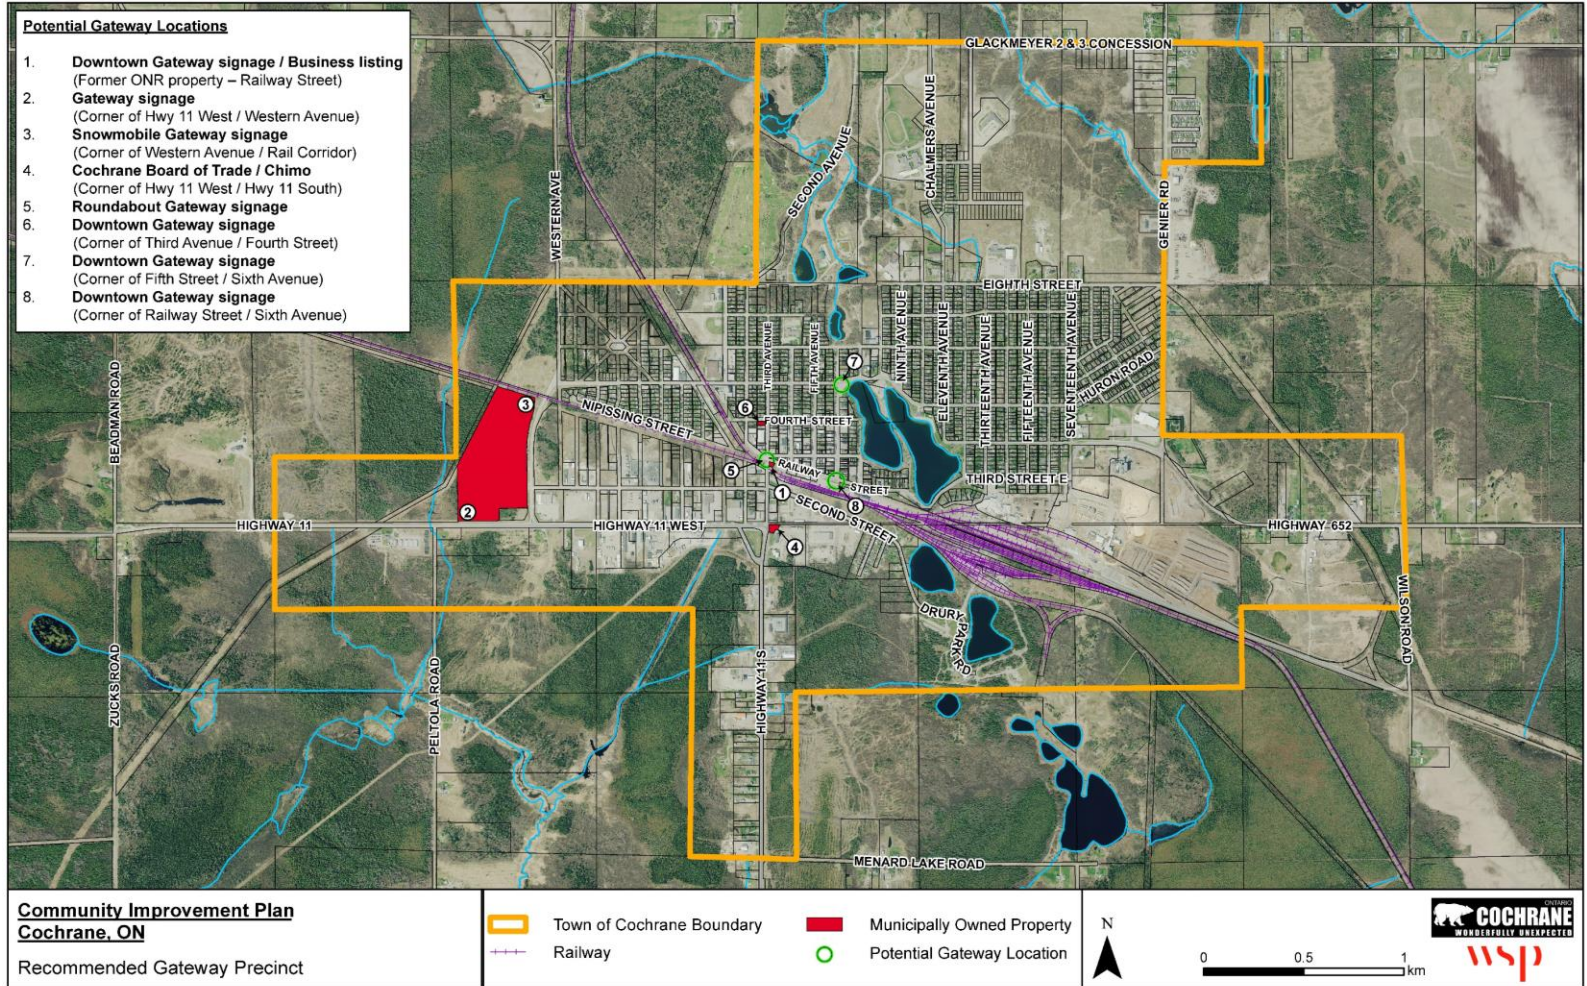 Potential Gateway Locations
1. Downtown Gateway signage / Business listing
(Former ONR property – Railway Street)
2. Gateway signage
(Corner of Hwy 11 West / Western Avenue)
3. Snowmobile Gateway signage
(Corner of Western Avenue / Rail Corridor)
4. Cochrane Board of Trade / Chimo
(Corner of Hwy 11 West / Hwy 11 South)
5. Roundabout Gateway signage
6. Downtown Gateway signage
(Corner of Third Avenue / Fourth Street)
7. Downtown Gateway signage
(Corner of Fifth Street / Sixth Avenue)
8. Downtown Gateway signage
(Corner of Railway Street / Sixth Avenue)
GLACKMEYER 2 & 3 CONCESSION
CHALMERS AVENUE
SECOND AVENUE
WESTERN AVE
GENIER RD
EIGHTH STREET
THIRD AVENUE
FIFTH AVENUE
NINTH AVENUE
ELEVENTH AVENUE
THIRTEENTH AVENUE
FIFTEENTH AVENUE
SEVENTEENTH AVENUE
HURON ROAD
BEADMAN ROAD
7
3
6
NIPISSING STREET
FOURTH STREET
5
RAILWAY
STREET
THIRD STREET E
1
8
2
HIGHWAY 11
HIGHWAY 11 WEST
SECOND STREET
HIGHWAY 652
4
DRURY
PARK RD
WILSON ROAD
ZUCKS ROAD
PELTOLA ROAD
HIGHWAY 11 S
MENARD LAKE ROAD
Community Improvement Plan
Cochrane, ON
Recommended Gateway Precinct
Town of Cochrane Boundary
Railway
Municipally Owned Property
Potential Gateway Location
N
0 0.5 1
km
ONTARIO
COCHRANE
WONDERFULLY UNEXPECTED
wsp